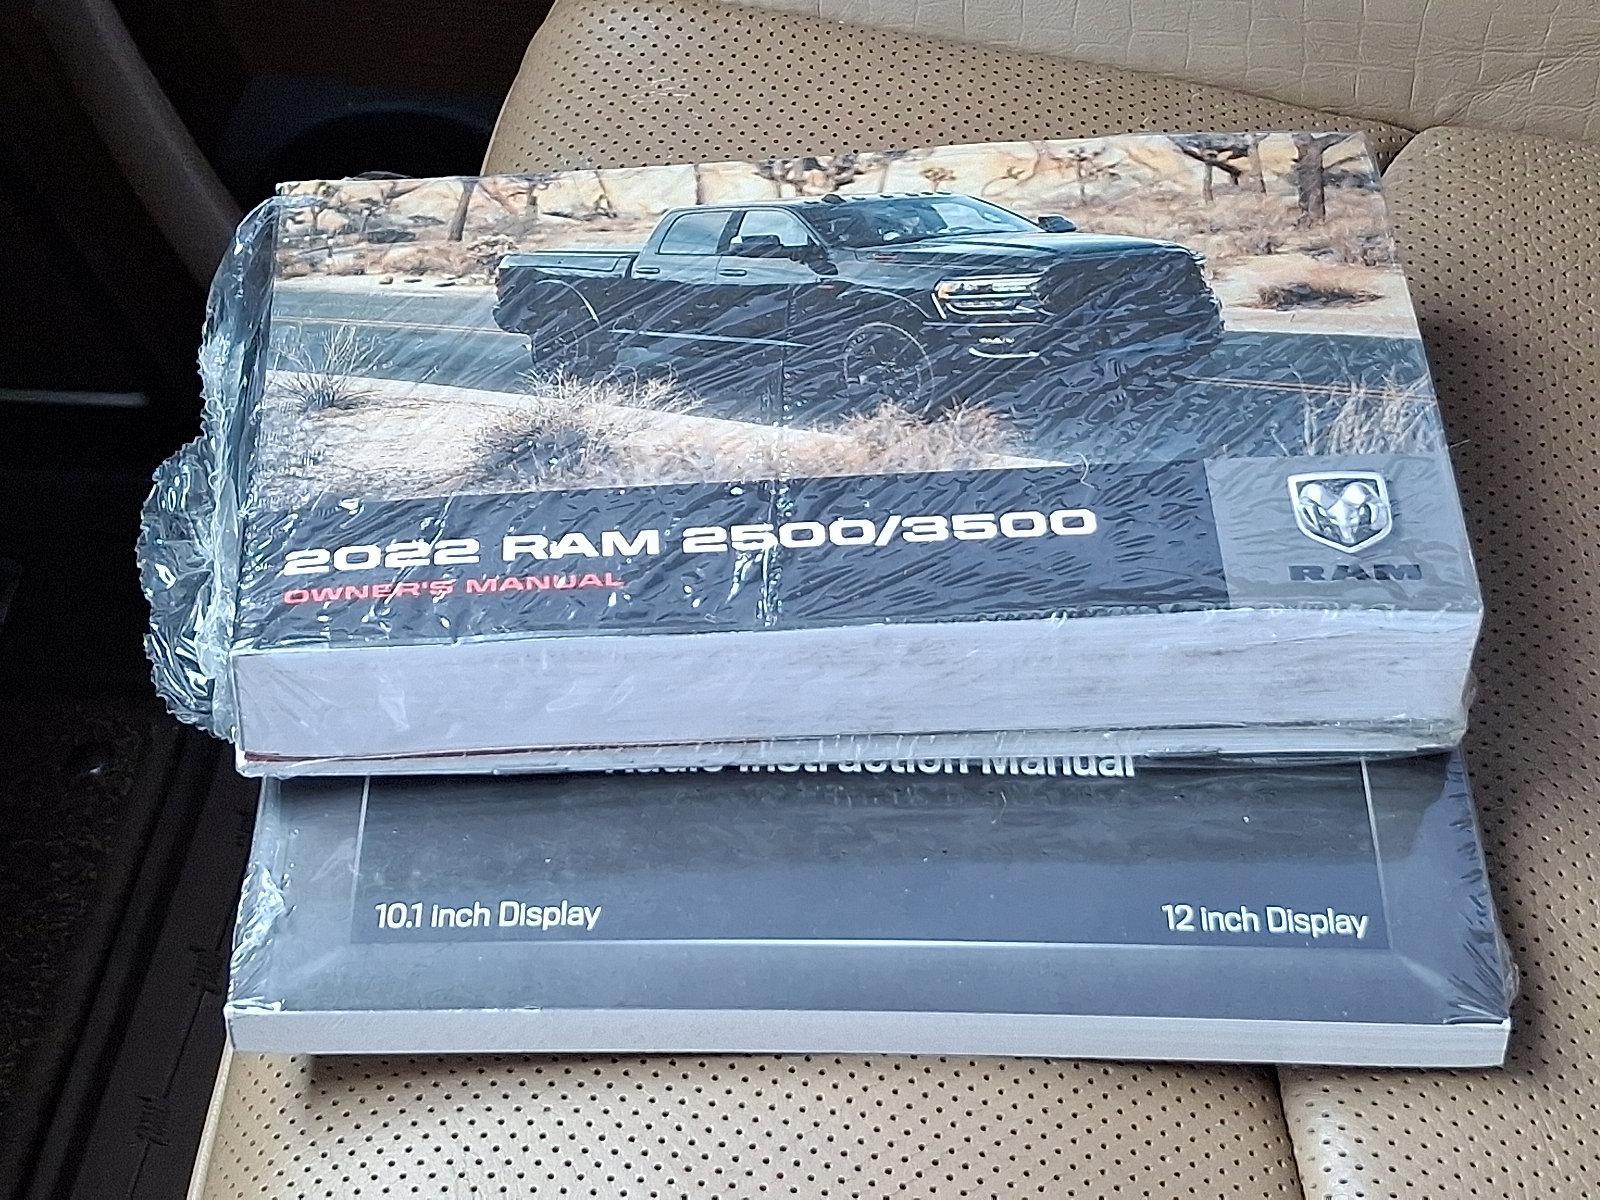 2022 RAM 2500/3500
OWNER'S MANUAL
RAM
Radio Instruction Manual
10.1 inch Display
12 inch Display